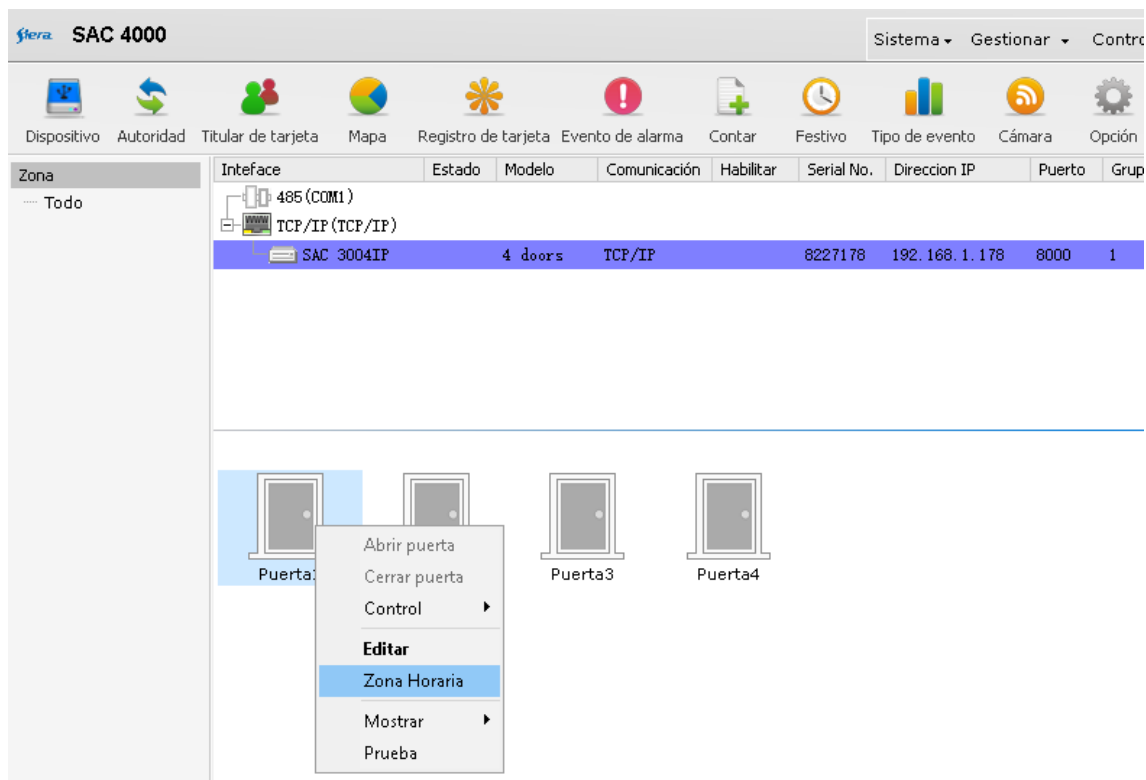 fiera SAC 4000
Sistema Gestionar Contro
Dispositivo Autoridad Titular de tarjeta Mapa Registro de tarjeta Evento de alarma Contar Festivo Tipo de evento Cámara Opción
Zona
Todo
Inteface Estado Modelo Comunicación Habilitar Serial No. Direccion IP Puerto Grup
485(COM1)
TCP/IP(TCP/IP)
SAC 3004IP 4 doors TCP/IP 8227178 192.168.1.178 8000 1
Puerta Puerta3 Puerta4
Abrir puerta
Cerrar puerta
Control
Editar
Zona Horaria
Mostrar
Prueba